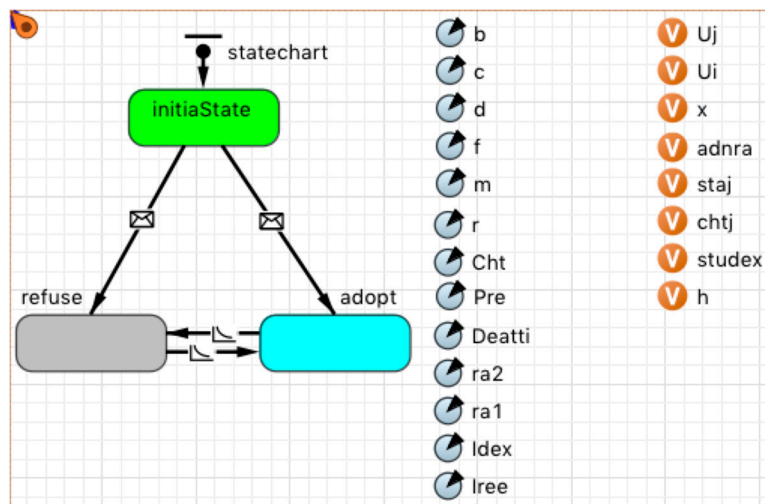 statechart
initiaState
refuse
adopt
b
c
d
f
m
r
Cht
Pre
Deatti
ra2
ra1
Idex
Iree
V Uj
V Ui
V x
V adnra
V staj
V chtj
V studex
V h